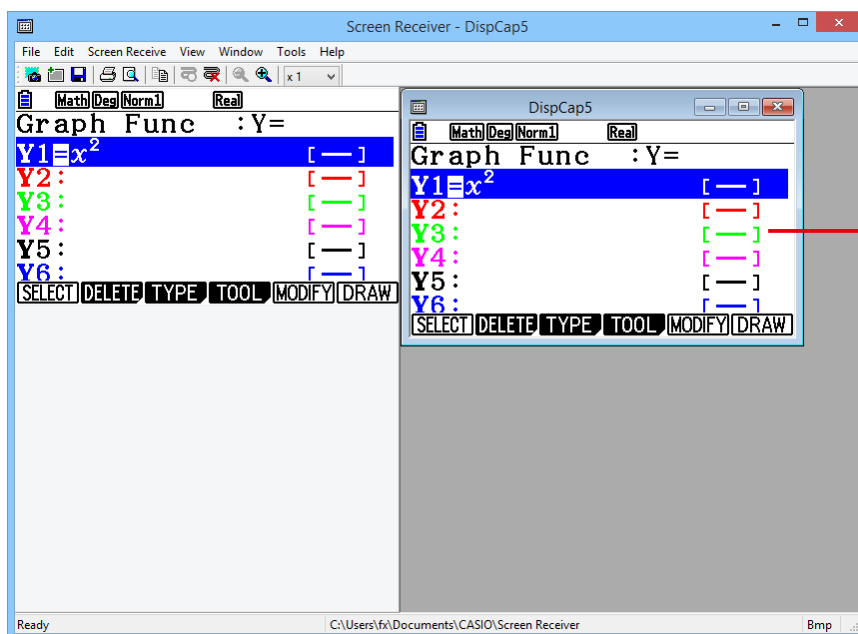 Screen Receiver - DispCap5
File Edit Screen Receive View Window Tools Help
x 1
Math Deg Norm1 Real
Graph Func :Y=
Y1=x²
[—]
Y2:
[—]
Y3:
[—]
Y4:
[—]
Y5:
[—]
Y6:
[—]
SELECT DELETE TYPE TOOL MODIFY DRAW
DispCap5
Math Deg Norm1 Real
Graph Func :Y=
Y1=x²
[—]
Y2:
[—]
Y3:
[—]
Y4:
[—]
Y5:
[—]
Y6:
[—]
SELECT DELETE TYPE TOOL MODIFY DRAW
Ready C:\Users\fx\Documents\CASIO\Screen Receiver Bmp